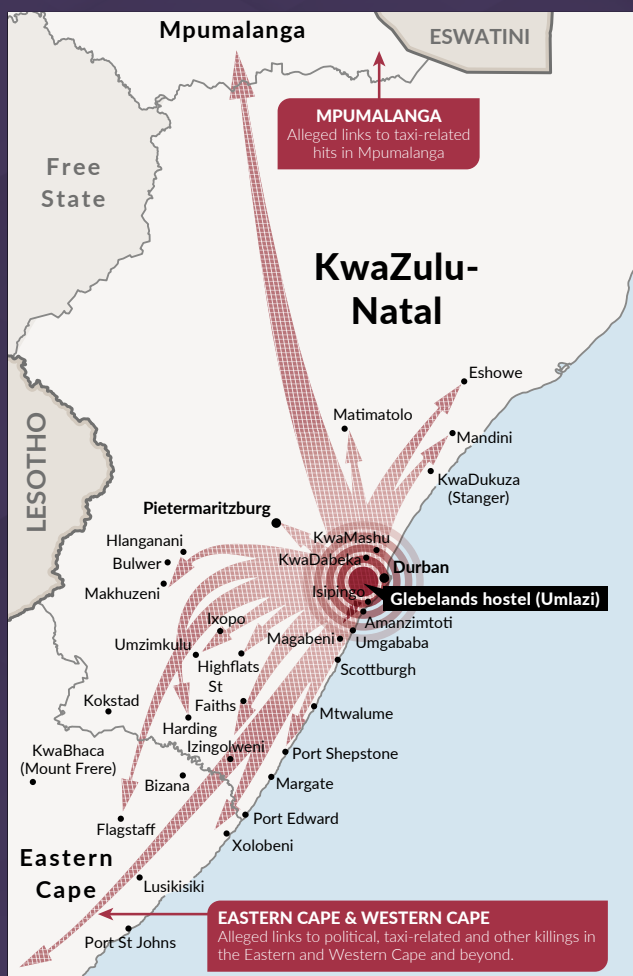 Mpumalanga
ESWATINI
MPUMALANGA
Alleged links to taxi-related
hits in Mpumalanga
Free
State
KwaZulu-
Natal
Eshowe
Matimatolo
Mandini
KwaDukuza
(Stanger)
LESOTHO
Pietermaritzburg
KwaMashu
Hlanganani
KwaDabeka
Bulwer
Durban
Makhuzeni
Isipingo
Glebelands hostel (Umlazi)
Ixopo
Amanzimtoti
Umzimkulu
Magabeni
Umgababa
Highflats
Scottburgh
St
Faiths
Kokstad
Mtwalume
Harding
Izingolweni
KwaBhaca
(Mount Frere)
Port Shepstone
Bizana
Margate
Flagstaff
Port Edward
Xolobeni
Eastern
Cape
Lusikisiki
Port St Johns
EASTERN CAPE & WESTERN CAPE
Alleged links to political, taxi-related and other killings in
the Eastern and Western Cape and beyond.